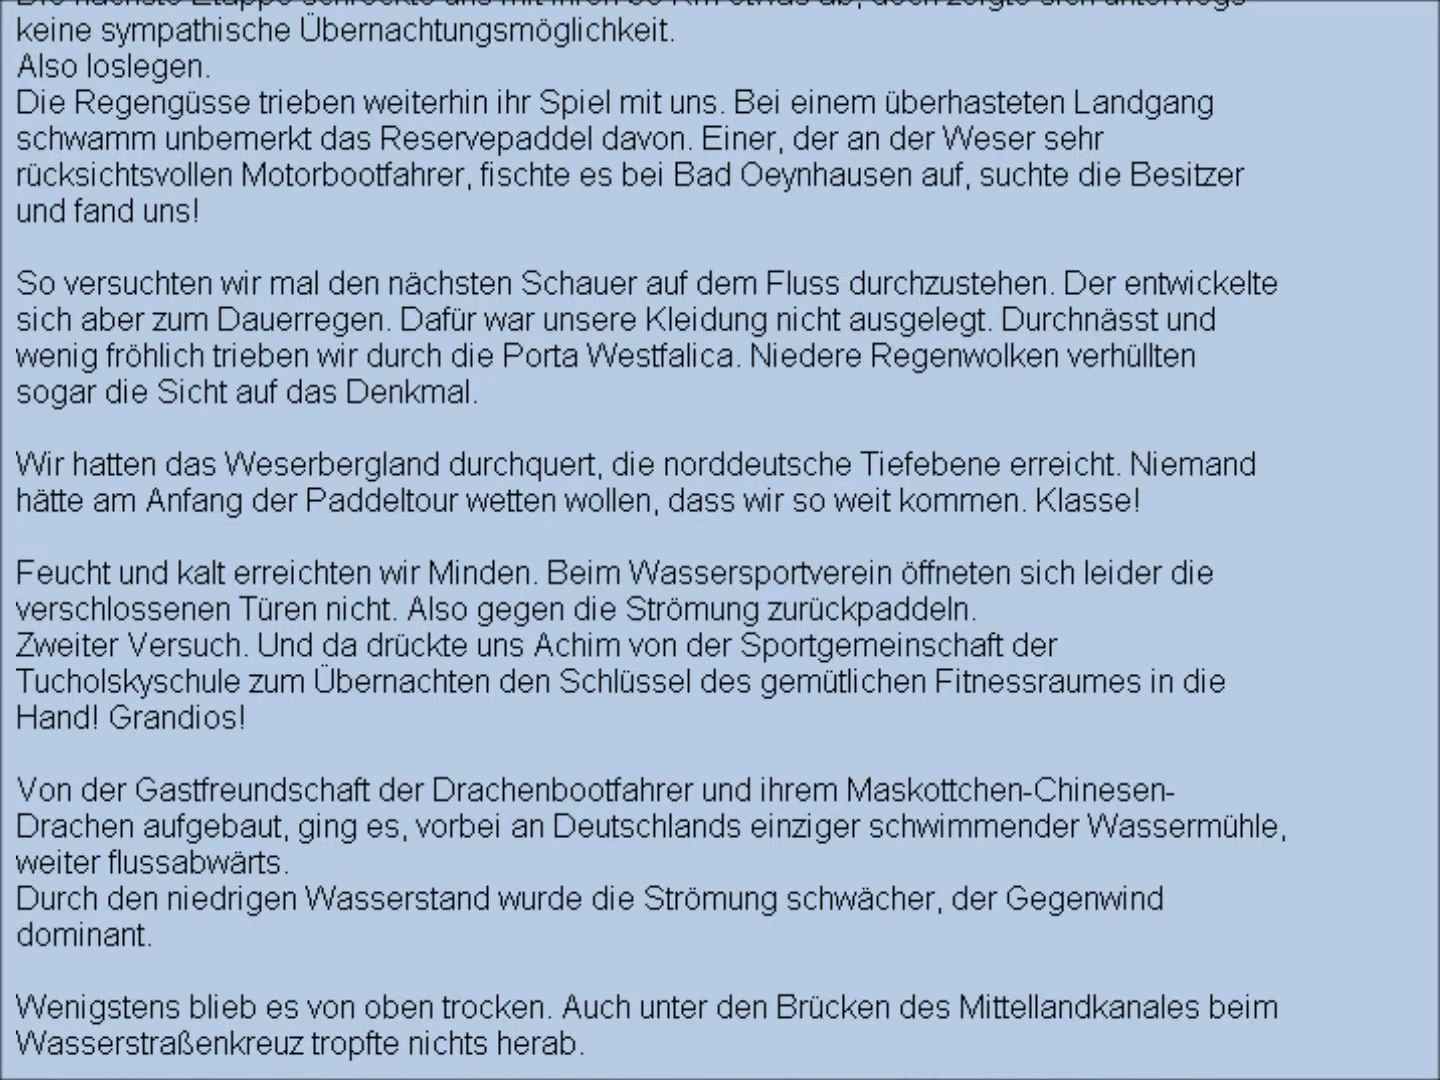 keine sympathische Übernachtungsmöglichkeit.
Also loslegen.
Die Regengüsse trieben weiterhin ihr Spiel mit uns. Bei einem überhasteten Landgang
schwamm unbemerkt das Reservepaddel davon. Einer, der an der Weser sehr
rücksichtsvollen Motorbootfahrer, fischte es bei Bad Oeynhausen auf, suchte die Besitzer
und fand uns!
So versuchten wir mal den nächsten Schauer auf dem Fluss durchzustehen. Der entwickelte
sich aber zum Dauerregen. Dafür war unsere Kleidung nicht ausgelegt. Durchnässt und
wenig fröhlich trieben wir durch die Porta Westfalica. Niedere Regenwolken verhüllten
sogar die Sicht auf das Denkmal.
Wir hatten das Weserbergland durchquert, die norddeutsche Tiefebene erreicht. Niemand
hätte am Anfang der Paddeltour wetten wollen, dass wir so weit kommen. Klasse!
Feucht und kalt erreichten wir Minden. Beim Wassersportverein öffneten sich leider die
verschlossenen Türen nicht. Also gegen die Strömung zurückpaddeln.
Zweiter Versuch. Und da drückte uns Achim von der Sportgemeinschaft der
Tucholskyschule zum Übernachten den Schlüssel des gemütlichen Fitnessraumes in die
Hand! Grandios!
Von der Gastfreundschaft der Drachenbootfahrer und ihrem Maskottchen-Chinesen-
Drachen aufgebaut, ging es, vorbei an Deutschlands einziger schwimmender Wassermühle,
weiter flussabwärts.
Durch den niedrigen Wasserstand wurde die Strömung schwächer, der Gegenwind
dominant.
Wenigstens blieb es von oben trocken. Auch unter den Brücken des Mittellandkanales beim
Wasserstraßenkreuz tropfte nichts herab.